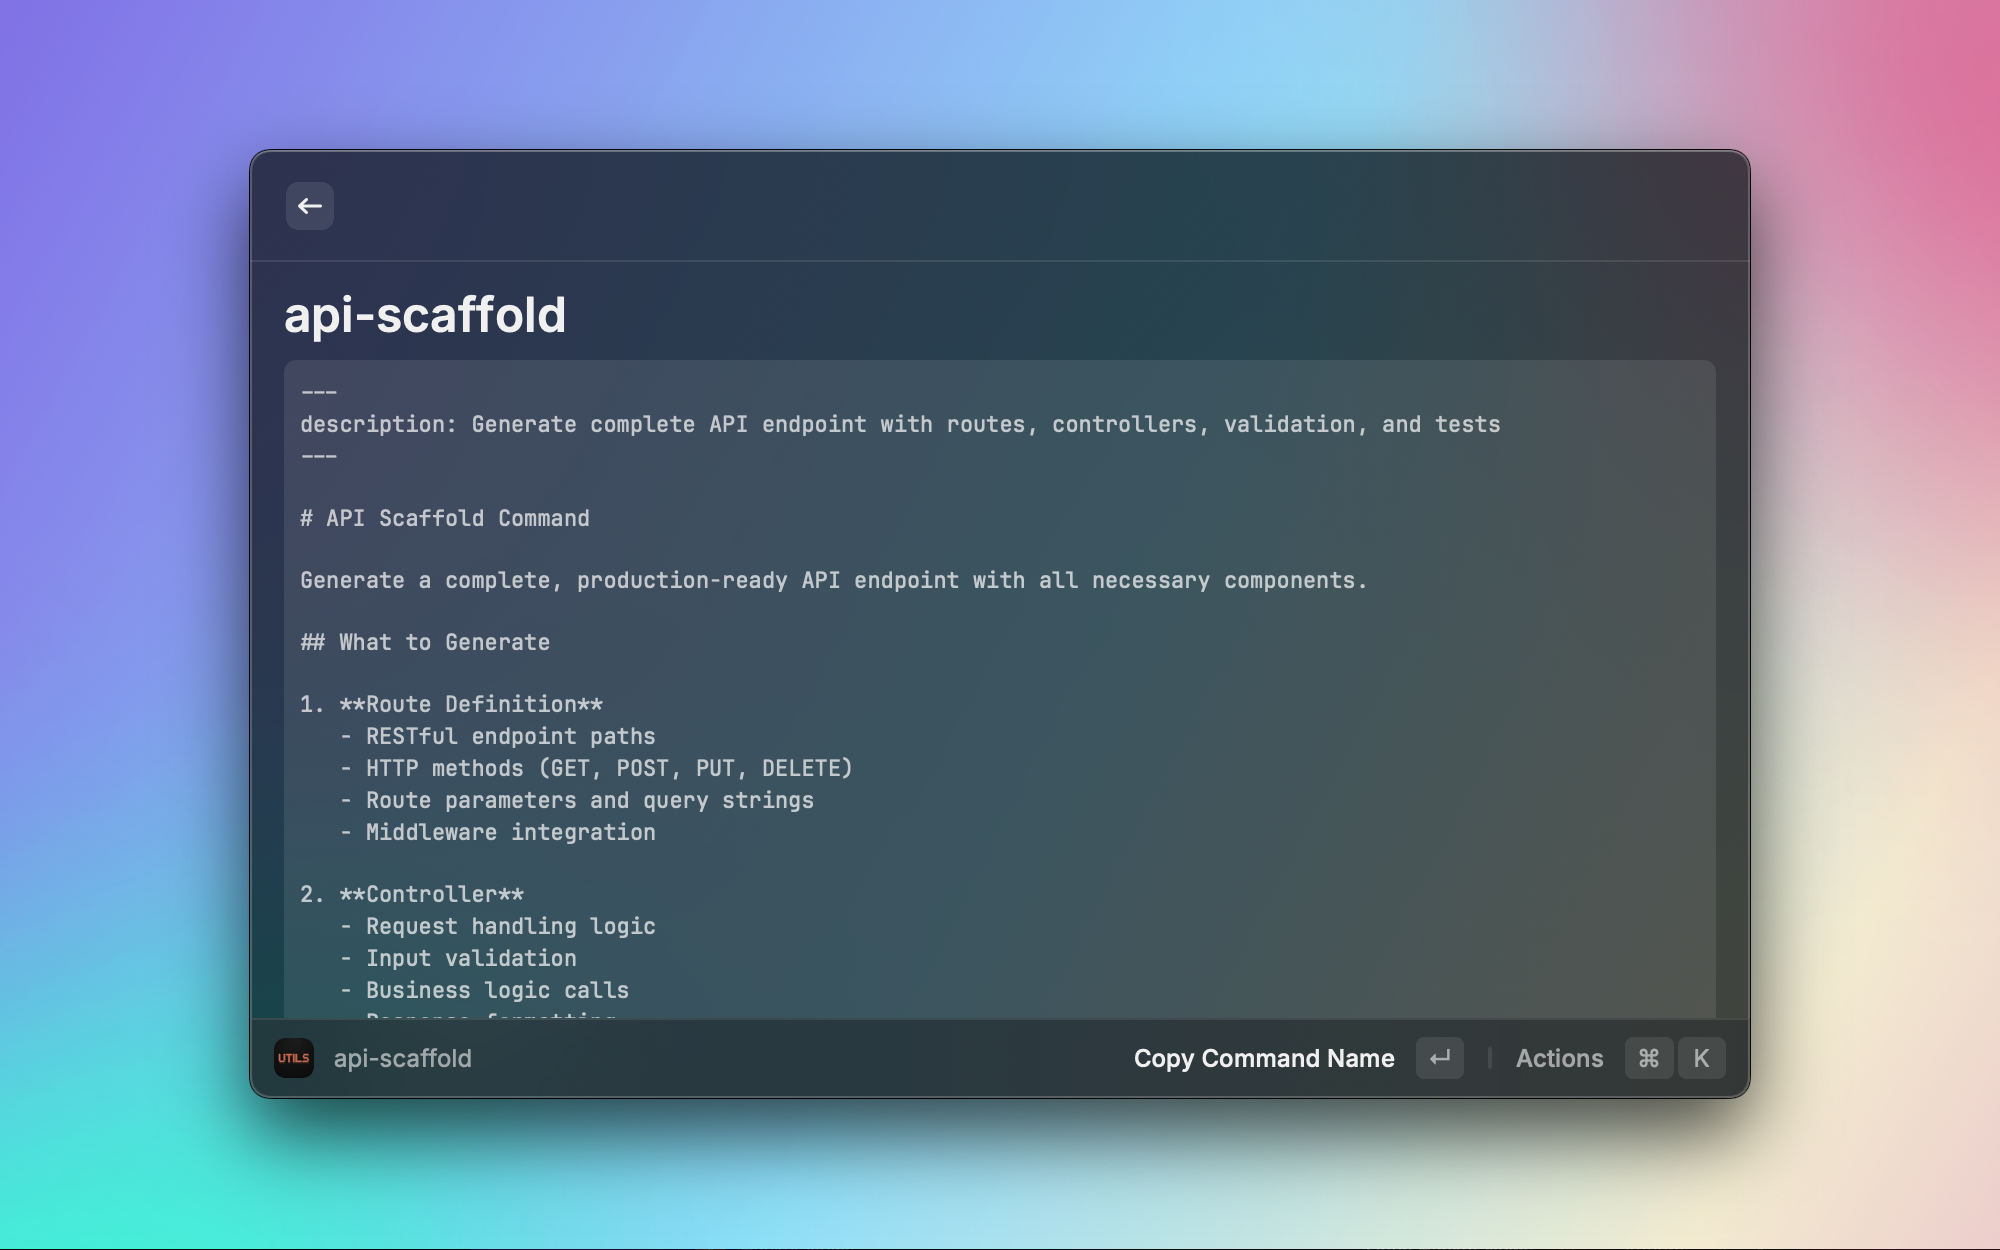 api-scaffold
---
description: Generate complete API endpoint with routes, controllers, validation, and tests
---
# API Scaffold Command
Generate a complete, production-ready API endpoint with all necessary components.
## What to Generate
1. **Route Definition**
- RESTful endpoint paths
- HTTP methods (GET, POST, PUT, DELETE)
- Route parameters and query strings
- Middleware integration
2. **Controller**
- Request handling logic
- Input validation
- Business logic calls
- Response formatting
UTILS api-scaffold Copy Command Name ↵ Actions ⌘ K